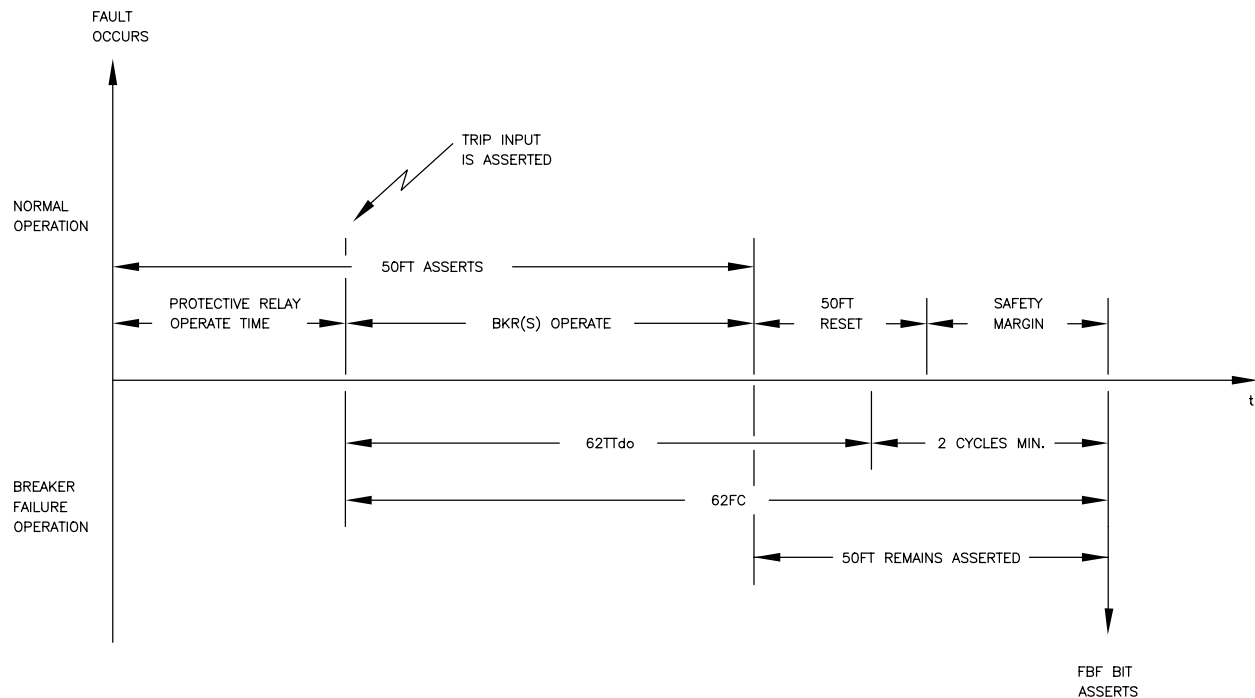 FAULT
OCCURS
TRIP INPUT
IS ASSERTED
NORMAL
OPERATION
50FT ASSERTS
PROTECTIVE RELAY
OPERATE TIME
BKR(S) OPERATE
50FT
RESET
SAFETY
MARGIN
t
62TTdo
2 CYCLES MIN.
BREAKER
FAILURE
OPERATION
62FC
50FT REMAINS ASSERTED
FBF BIT
ASSERTS